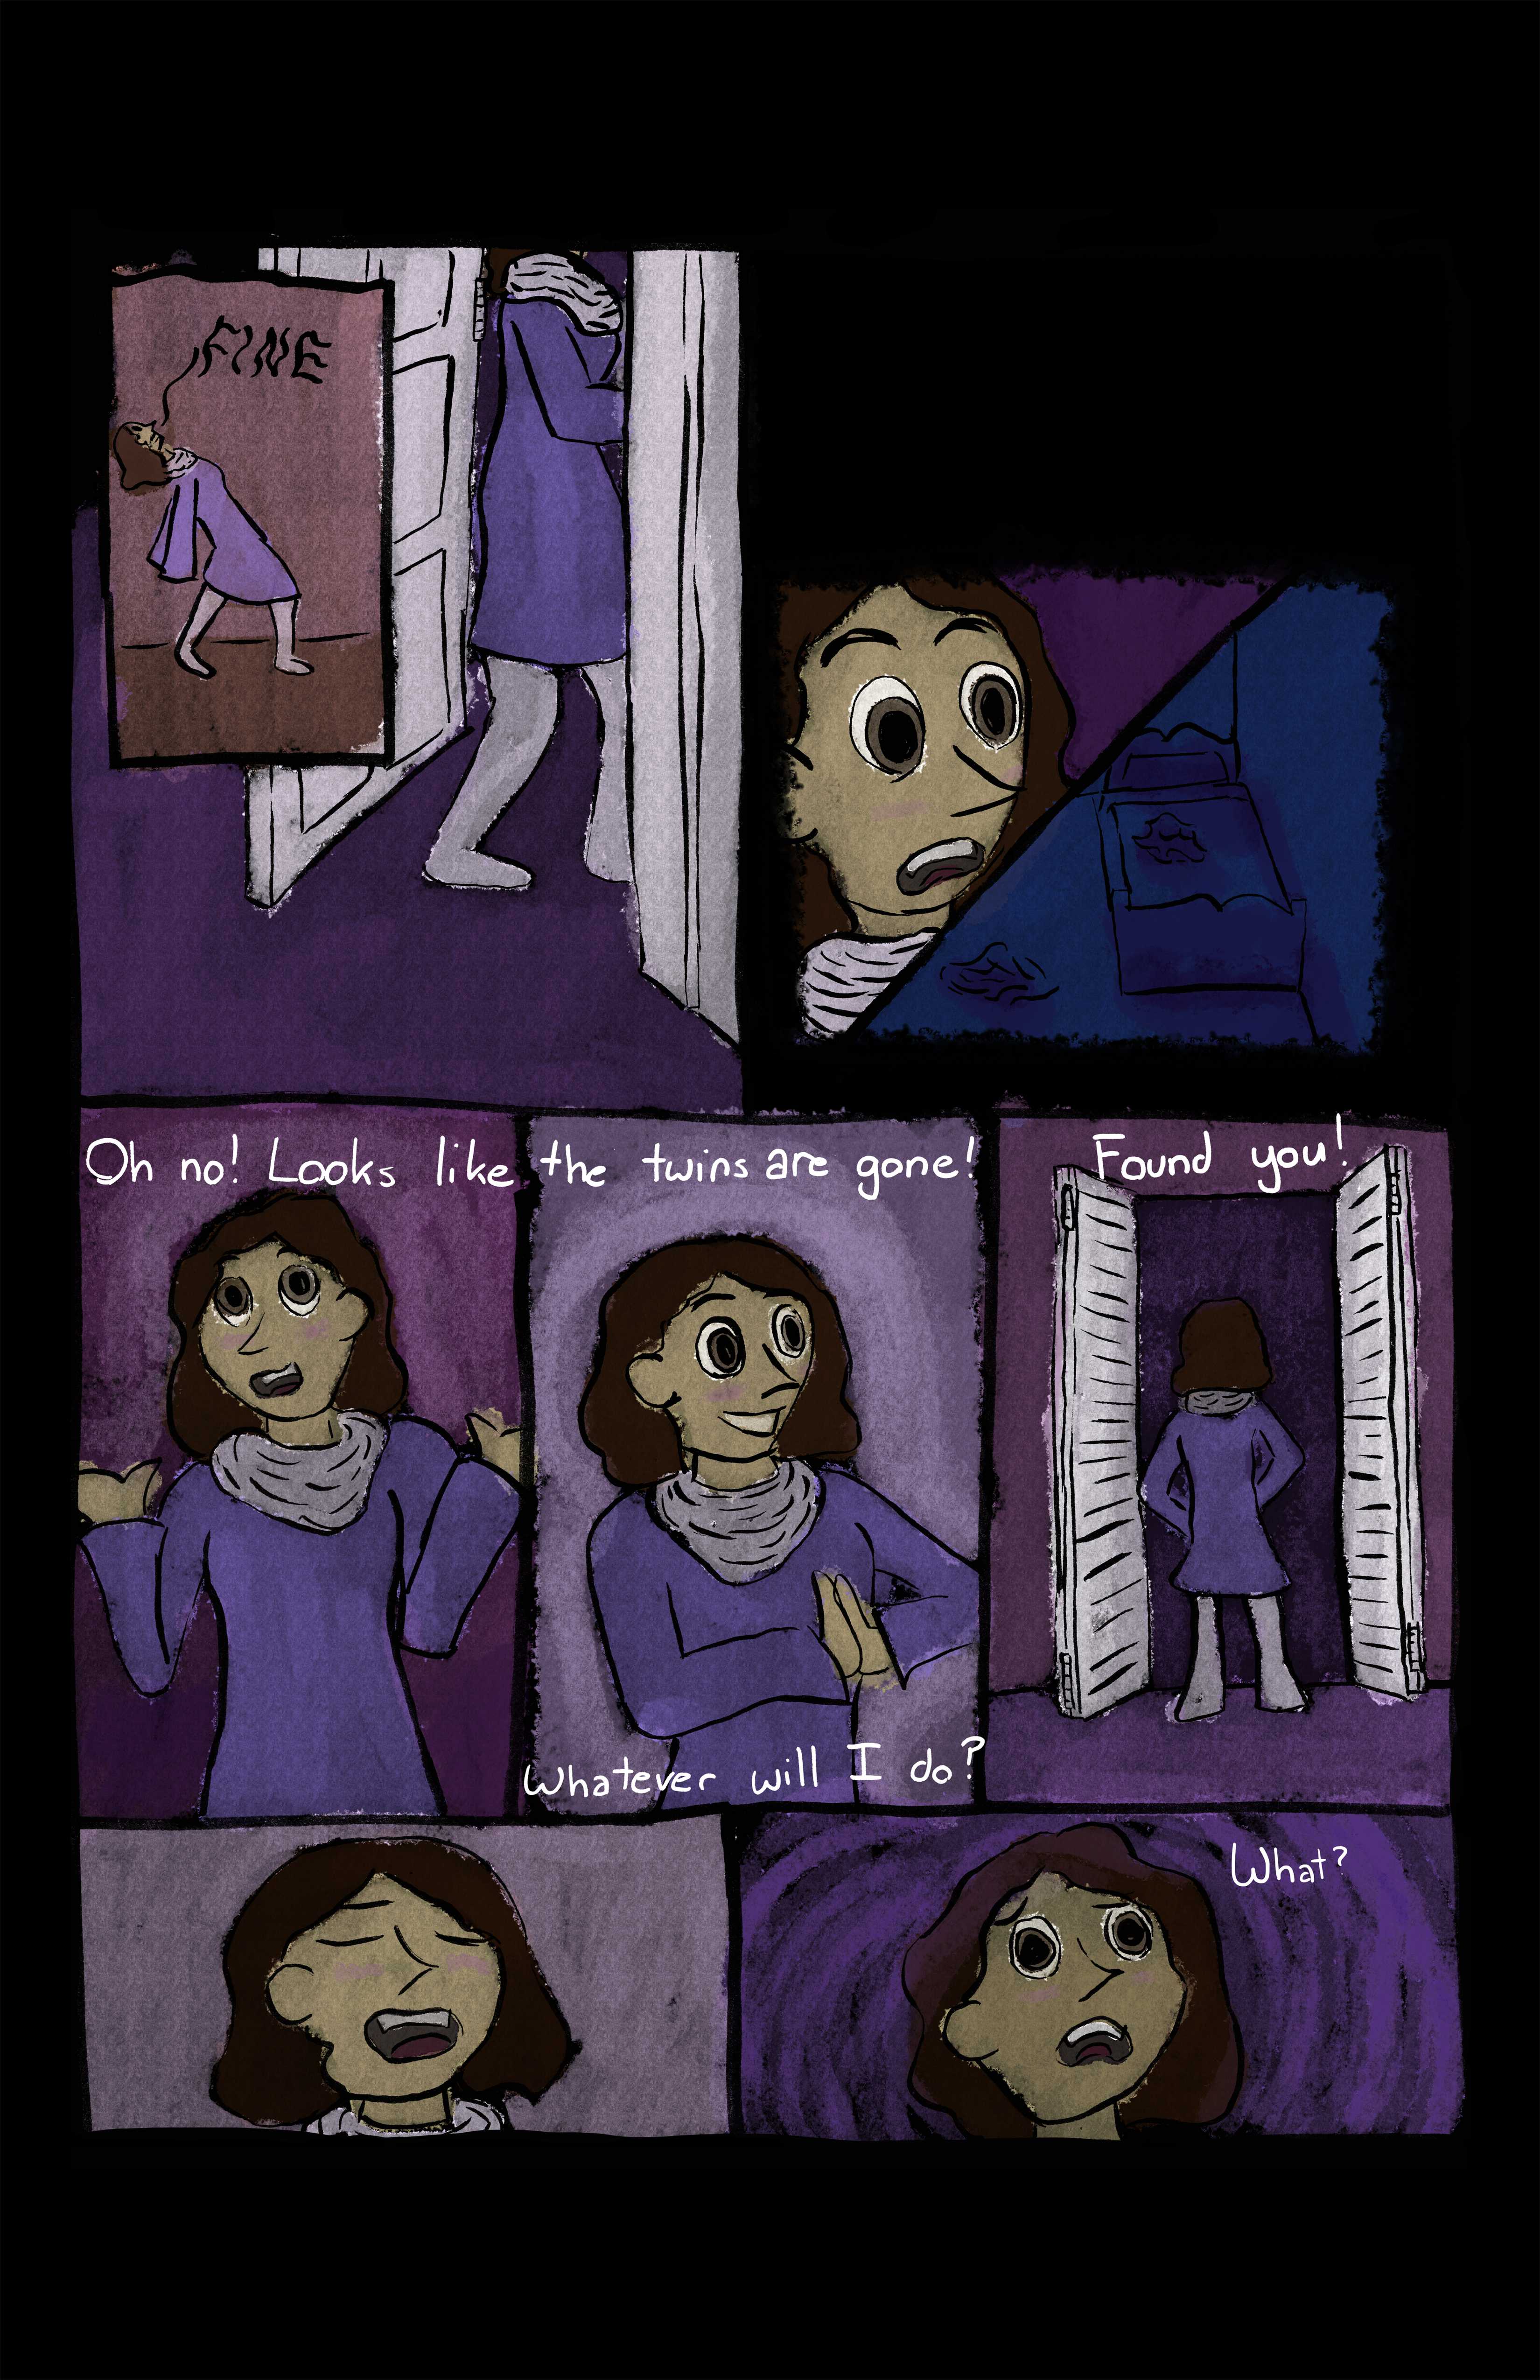 FINE
Oh no! Looks like the twins are gone!
Whatever will I do?
Found you!
What?